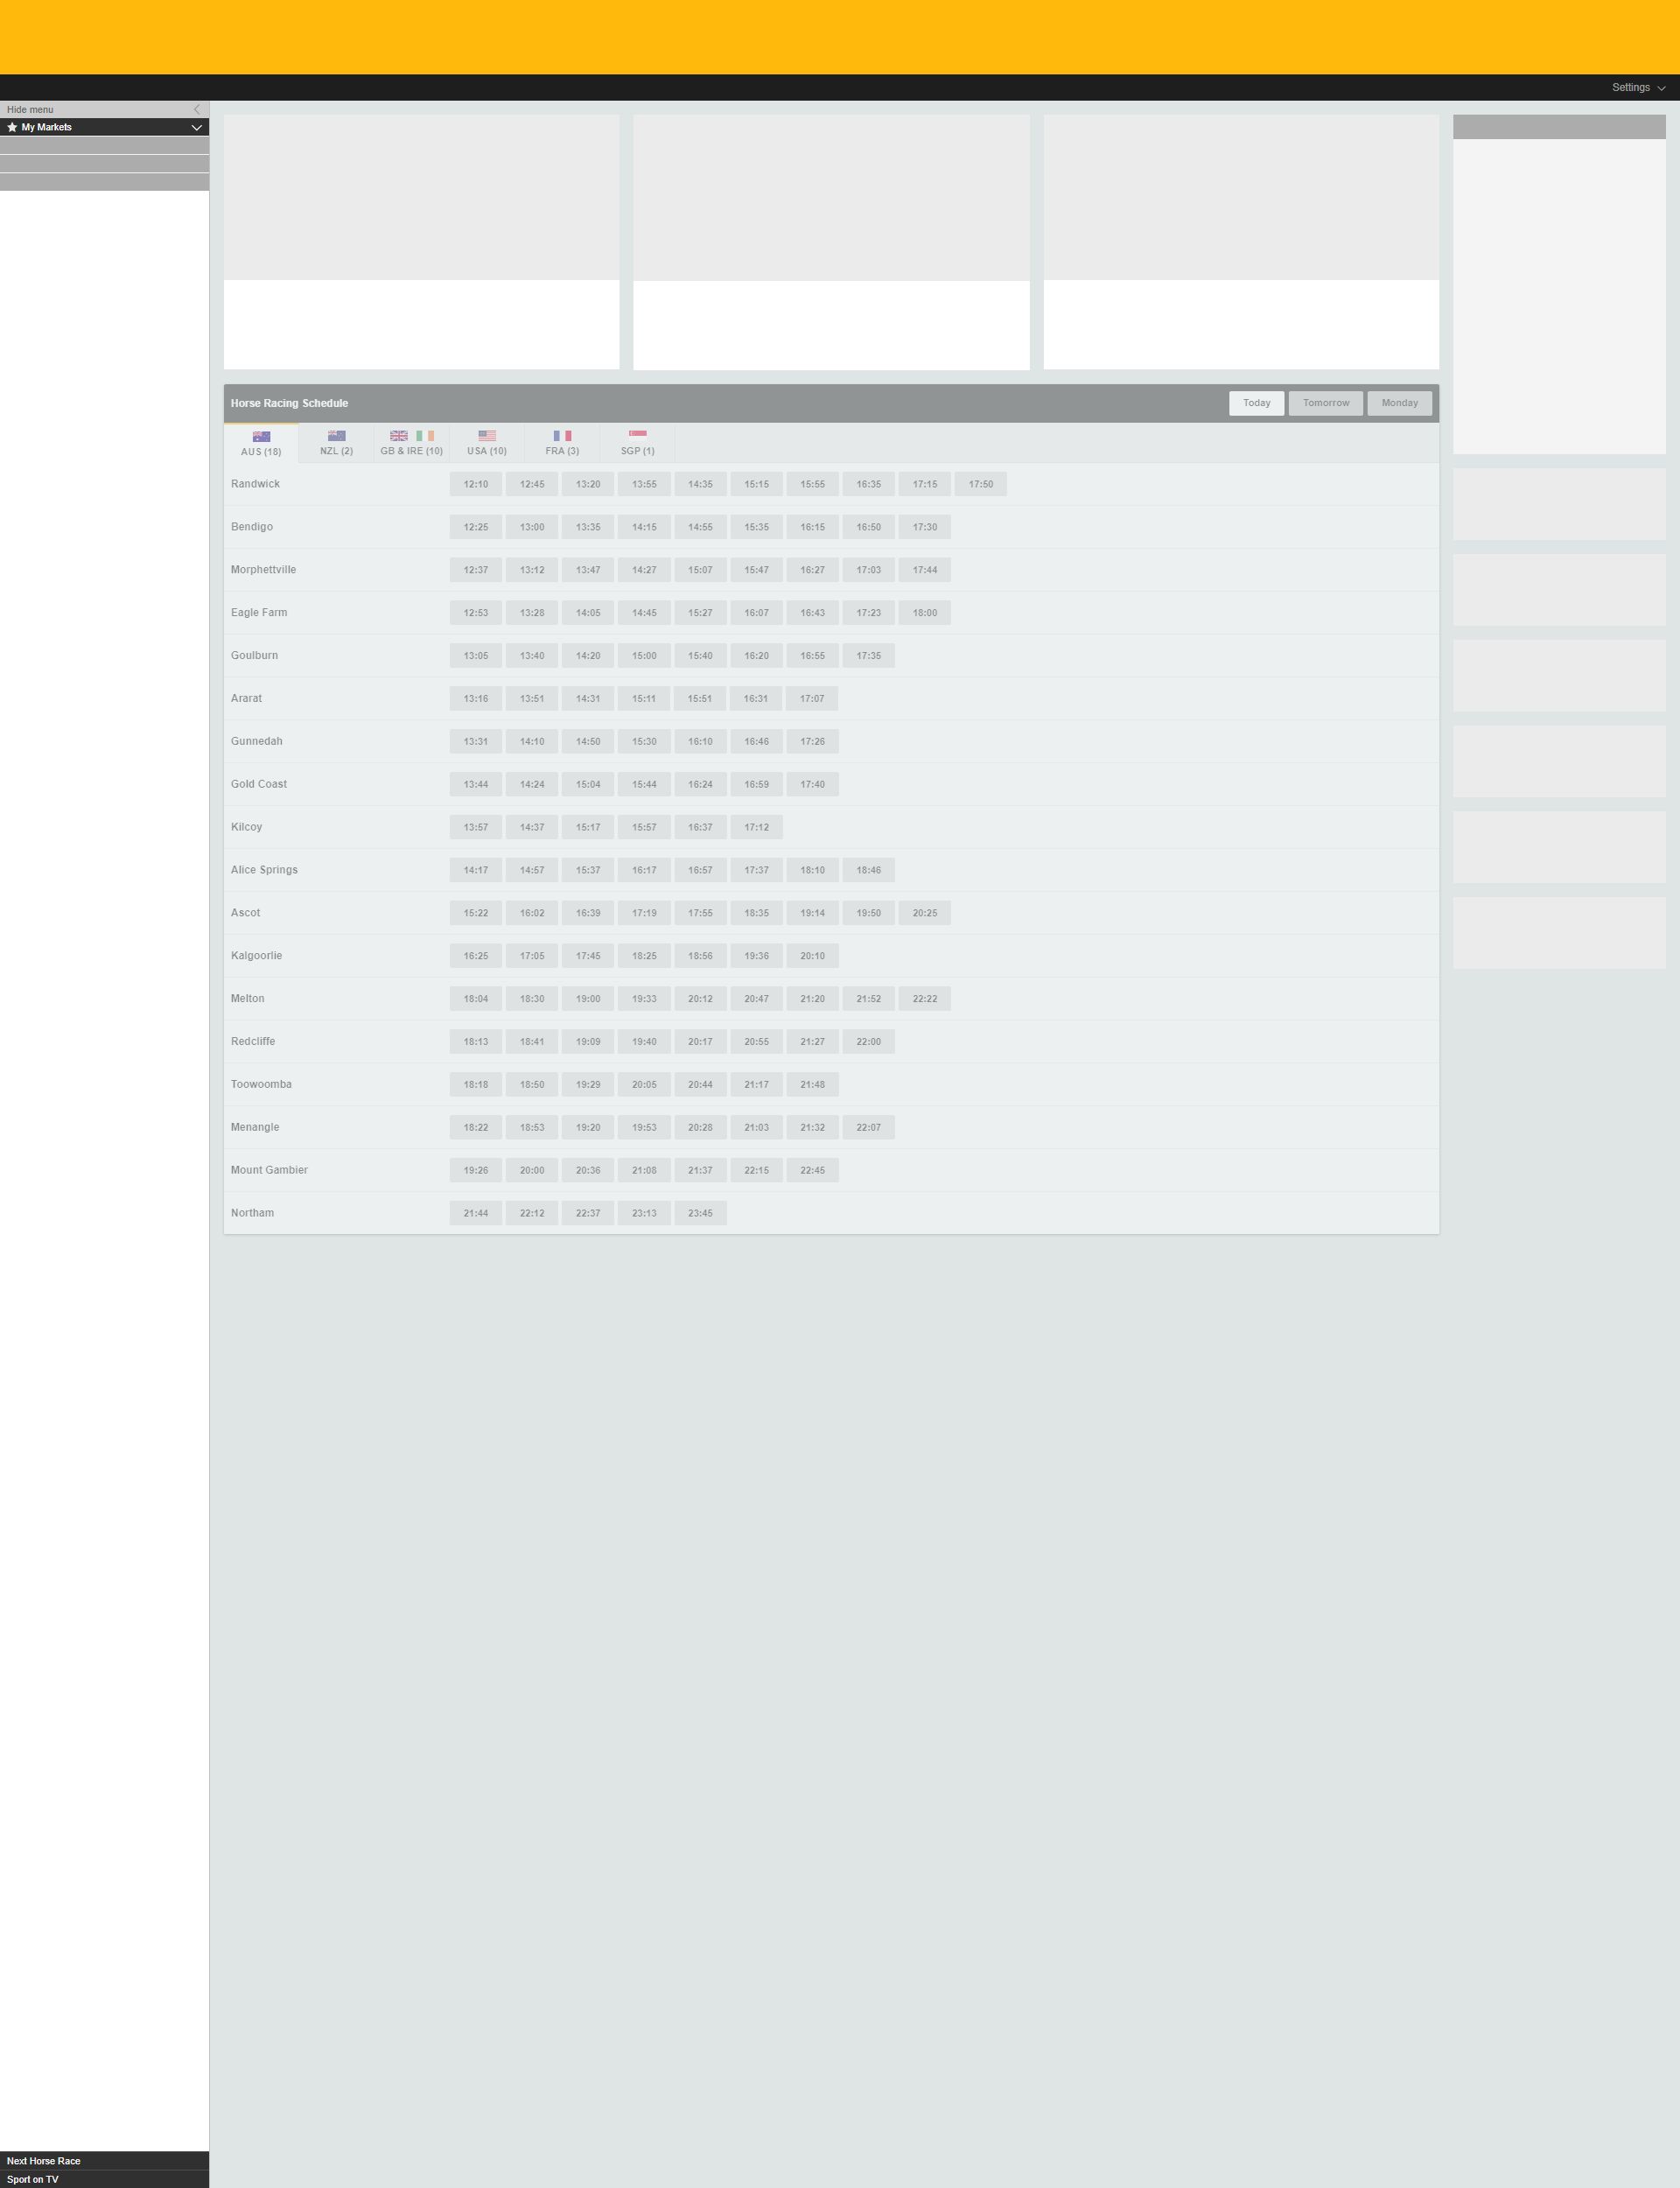 Settings
Hide menu
My Markets
Horse Racing Schedule Today Tomorrow Monday
AUS (18) NZL (2) GB & IRE (10) USA (10) FRA (3) SGP (1)
Randwick 12:10 12:45 13:20 13:55 14:35 15:15 15:55 16:35 17:15 17:50
Bendigo 12:25 13:00 13:35 14:15 14:55 15:35 16:15 16:50 17:30
Morphettville 12:37 13:12 13:47 14:27 15:07 15:47 16:27 17:03 17:44
Eagle Farm 12:53 13:28 14:05 14:45 15:27 16:07 16:43 17:23 18:00
Goulburn 13:05 13:40 14:20 15:00 15:40 16:20 16:55 17:35
Ararat 13:16 13:51 14:31 15:11 15:51 16:31 17:07
Gunnedah 13:31 14:10 14:50 15:30 16:10 16:46 17:26
Gold Coast 13:44 14:24 15:04 15:44 16:24 16:59 17:40
Kilcoy 13:57 14:37 15:17 15:57 16:37 17:12
Alice Springs 14:17 14:57 15:37 16:17 16:57 17:37 18:10 18:46
Ascot 15:22 16:02 16:39 17:19 17:55 18:35 19:14 19:50 20:25
Kalgoorlie 16:25 17:05 17:45 18:25 18:56 19:36 20:10
Melton 18:04 18:30 19:00 19:33 20:12 20:47 21:20 21:52 22:22
Redcliffe 18:13 18:41 19:09 19:40 20:17 20:55 21:27 22:00
Toowoomba 18:18 18:50 19:29 20:05 20:44 21:17 21:48
Menangle 18:22 18:53 19:20 19:53 20:28 21:03 21:32 22:07
Mount Gambier 19:26 20:00 20:36 21:08 21:37 22:15 22:45
Northam 21:44 22:12 22:37 23:13 23:45
Next Horse Race
Sport on TV